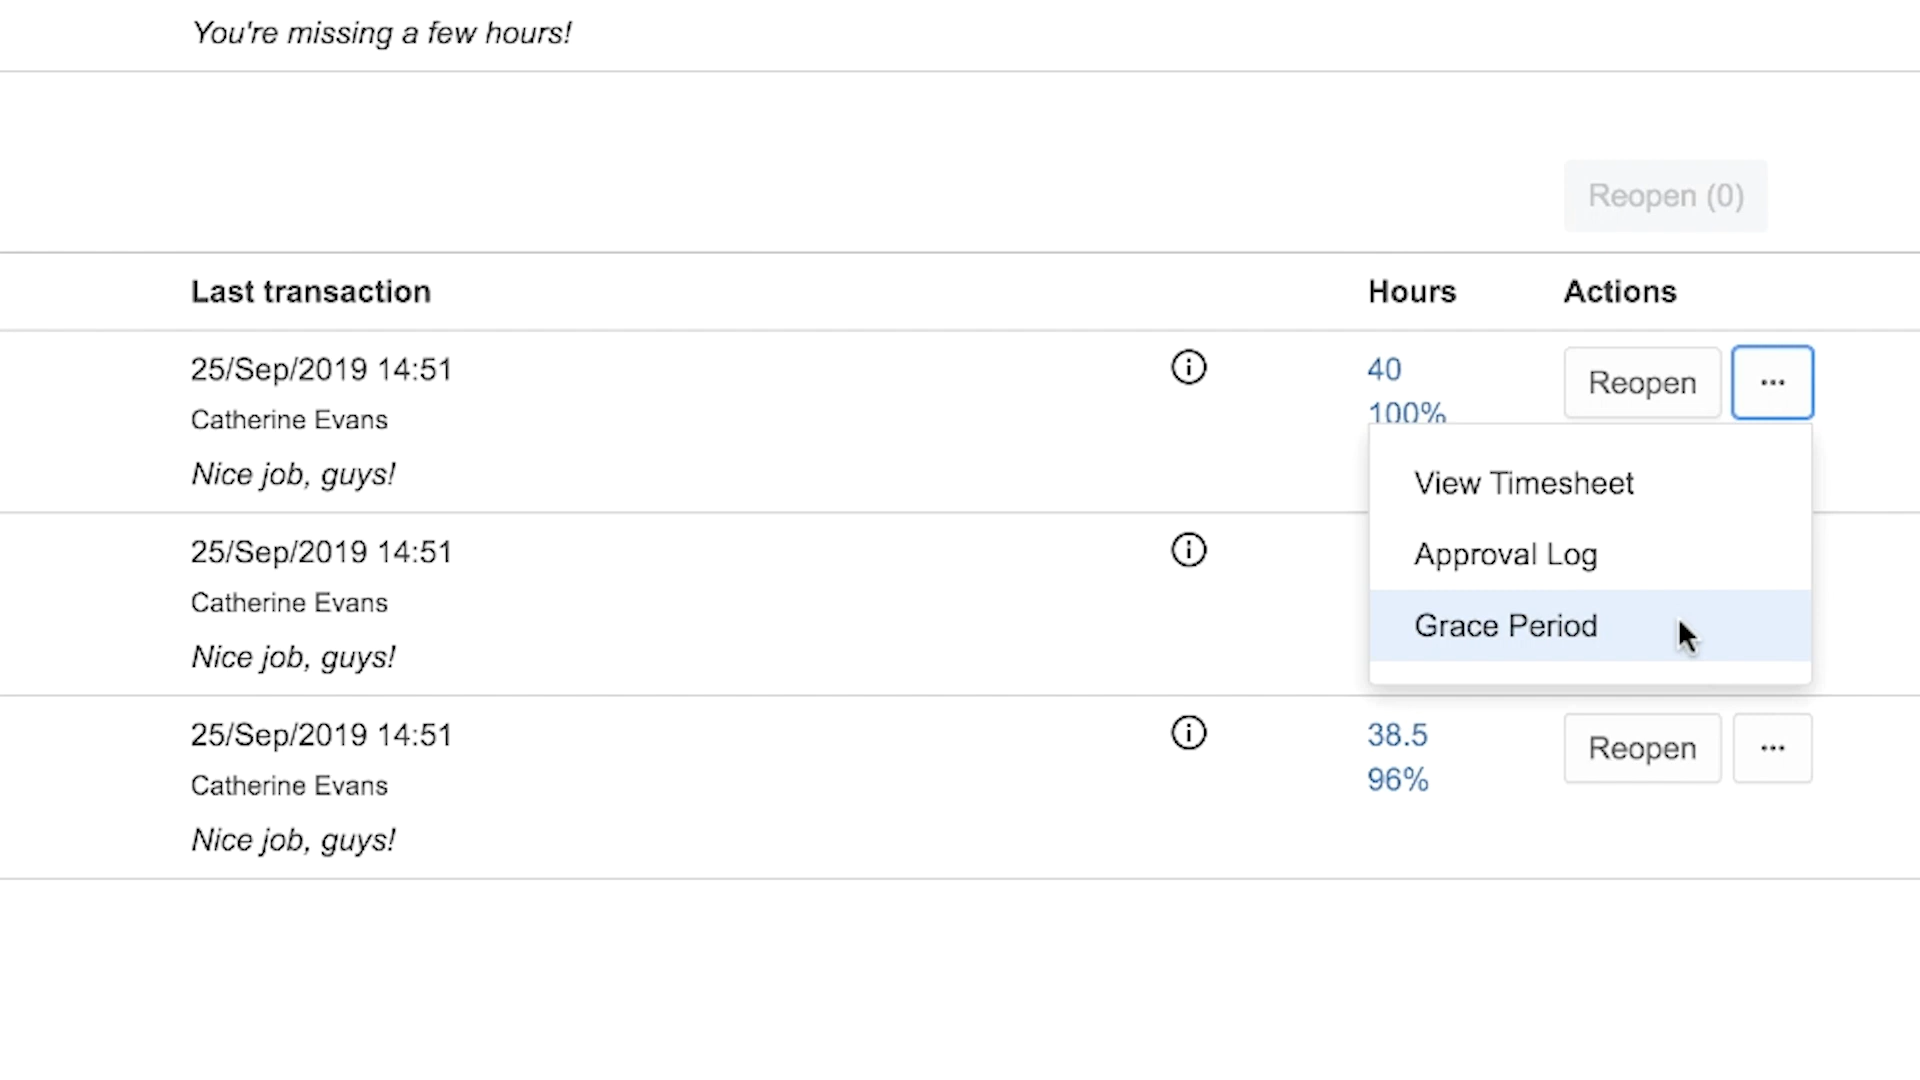 You're missing a few hours!
Reopen (0)
Last transaction Hours Actions
25/Sep/2019 14:51 40 Reopen ...
Catherine Evans 100%
Nice job, guys!
View Timesheet
Approval Log
Grace Period
25/Sep/2019 14:51
Catherine Evans
Nice job, guys!
25/Sep/2019 14:51 38.5 Reopen ...
Catherine Evans 96%
Nice job, guys!